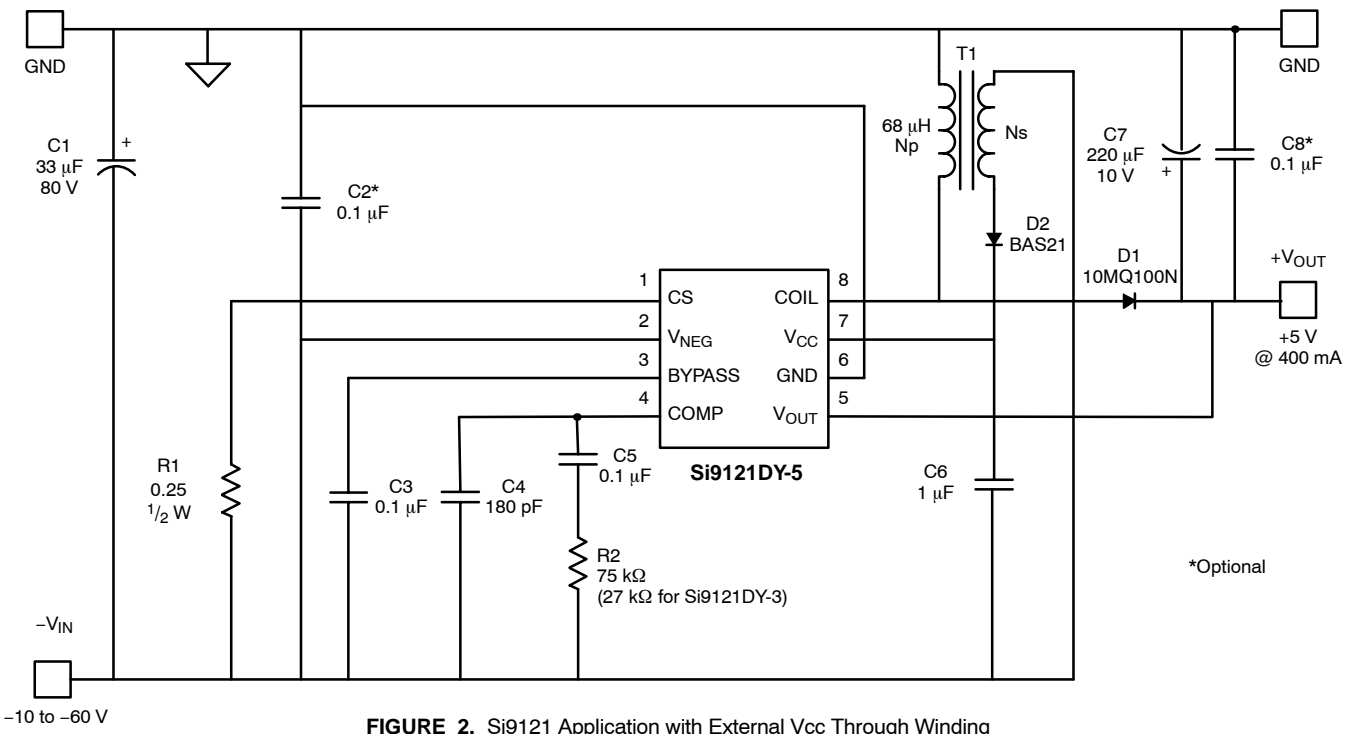 GND
GND
T1
C1
33 μF
80 V
+
68 μH
Np
Ns
C7
220 μF
10 V
+
C8*
0.1 μF
C2*
0.1 μF
D2
BAS21
D1
10MQ100N
+VOUT
+5 V
@ 400 mA
1
CS
COIL
8
2
VNEG
VCC
7
3
BYPASS
GND
6
4
COMP
VOUT
5
Si9121DY-5
R1
0.25
1/2 W
C3
0.1 μF
C4
180 pF
C5
0.1 μF
C6
1 μF
R2
75 kΩ
(27 kΩ for Si9121DY-3)
*Optional
–VIN
–10 to –60 V
FIGURE 2. Si9121 Application with External Vcc Through Winding